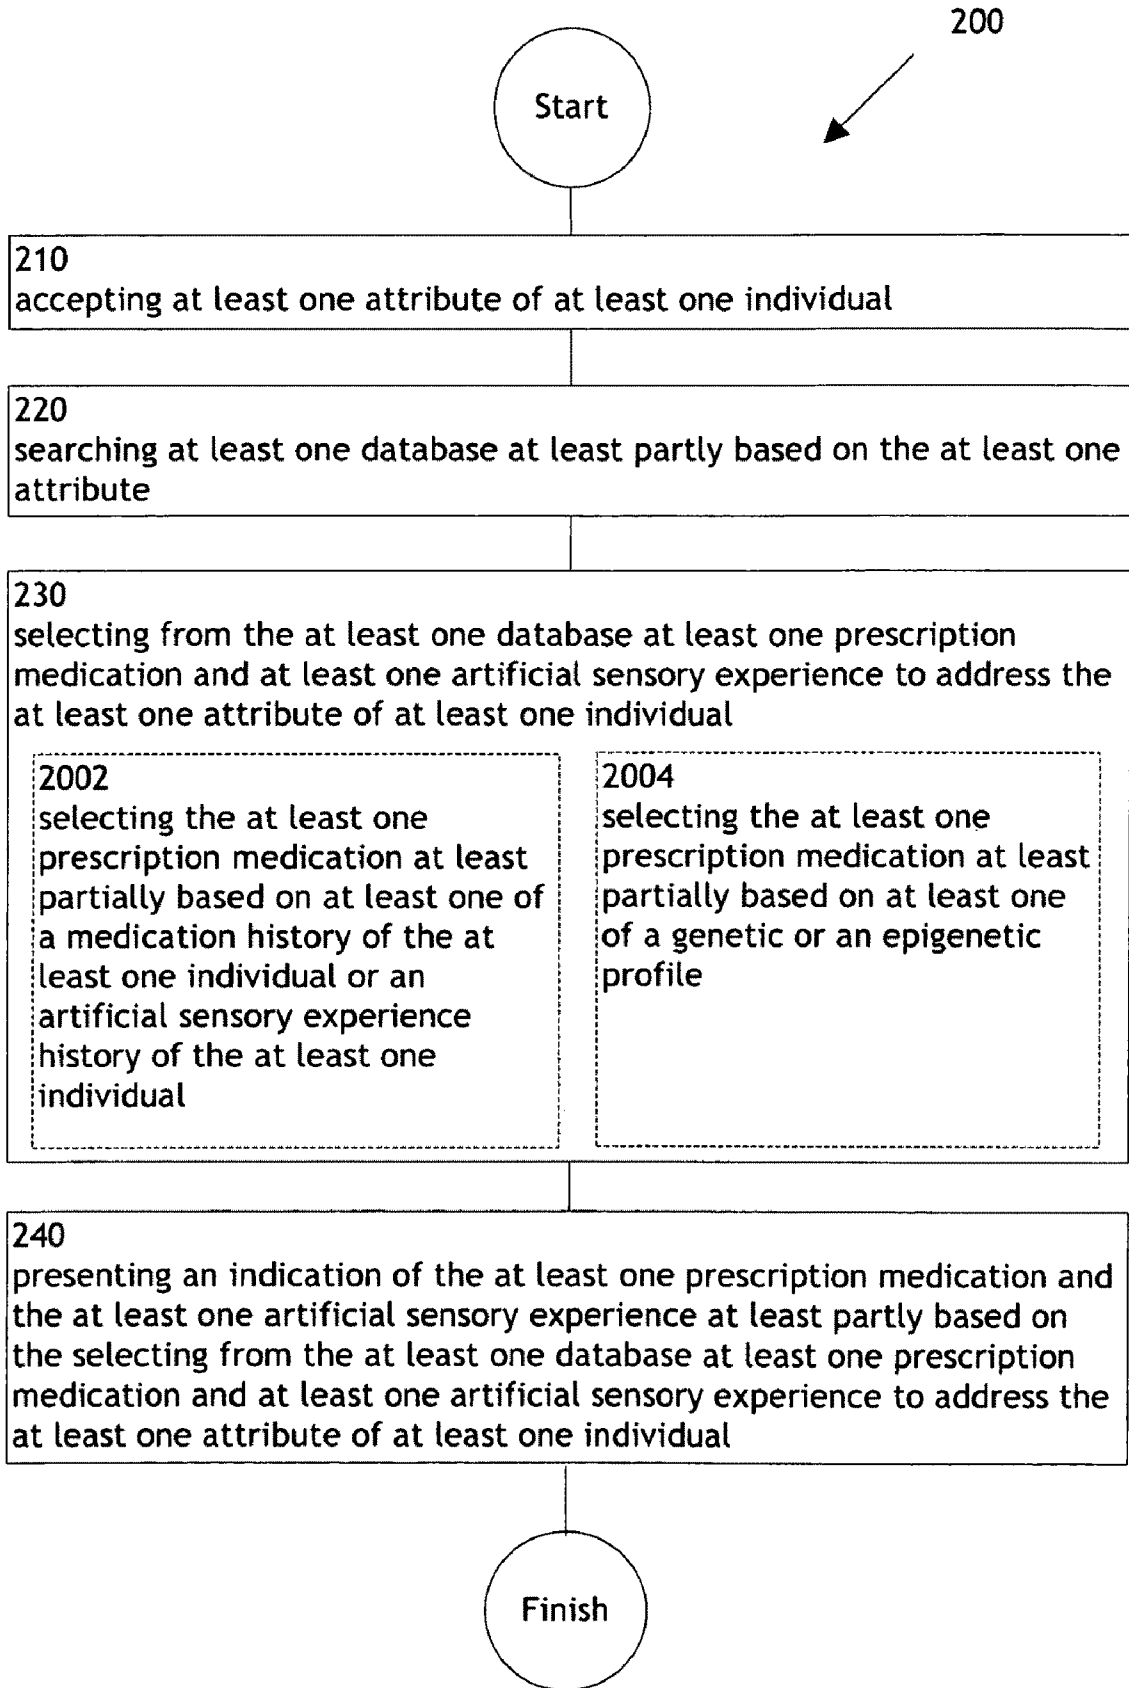 200
Start
210
accepting at least one attribute of at least one individual
220
searching at least one database at least partly based on the at least one
attribute
230
selecting from the at least one database at least one prescription
medication and at least one artificial sensory experience to address the
at least one attribute of at least one individual
2002
selecting the at least one
prescription medication at least
partially based on at least one of
a medication history of the at
least one individual or an
artificial sensory experience
history of the at least one
individual
2004
selecting the at least one
prescription medication at least
partially based on at least one
of a genetic or an epigenetic
profile
240
presenting an indication of the at least one prescription medication and
the at least one artificial sensory experience at least partly based on
the selecting from the at least one database at least one prescription
medication and at least one artificial sensory experience to address the
at least one attribute of at least one individual
Finish